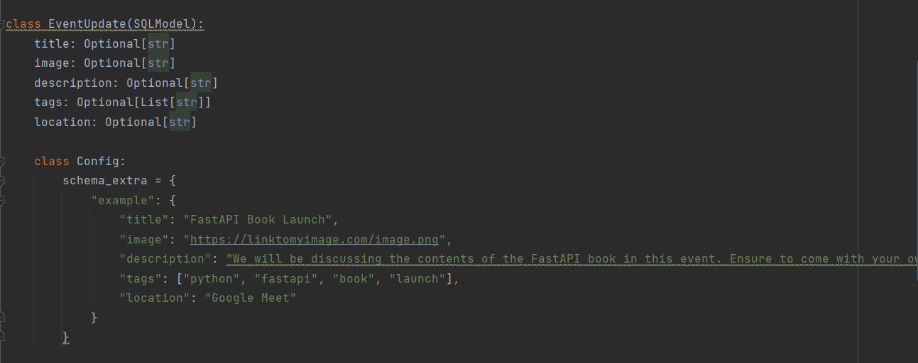 class EventUpdate(SQLModel):
    title: Optional[str]
    image: Optional[str]
    description: Optional[str]
    tags: Optional[List[str]]
    location: Optional[str]

    class Config:
        schema_extra = {
            "example": {
                "title": "FastAPI Book Launch",
                "image": "https://linktomyimage.com/image.png",
                "description": "We will be discussing the contents of the FastAPI book in this event. Ensure to come with your ow
                "tags": ["python", "fastapi", "book", "launch"],
                "location": "Google Meet"
            }
        }